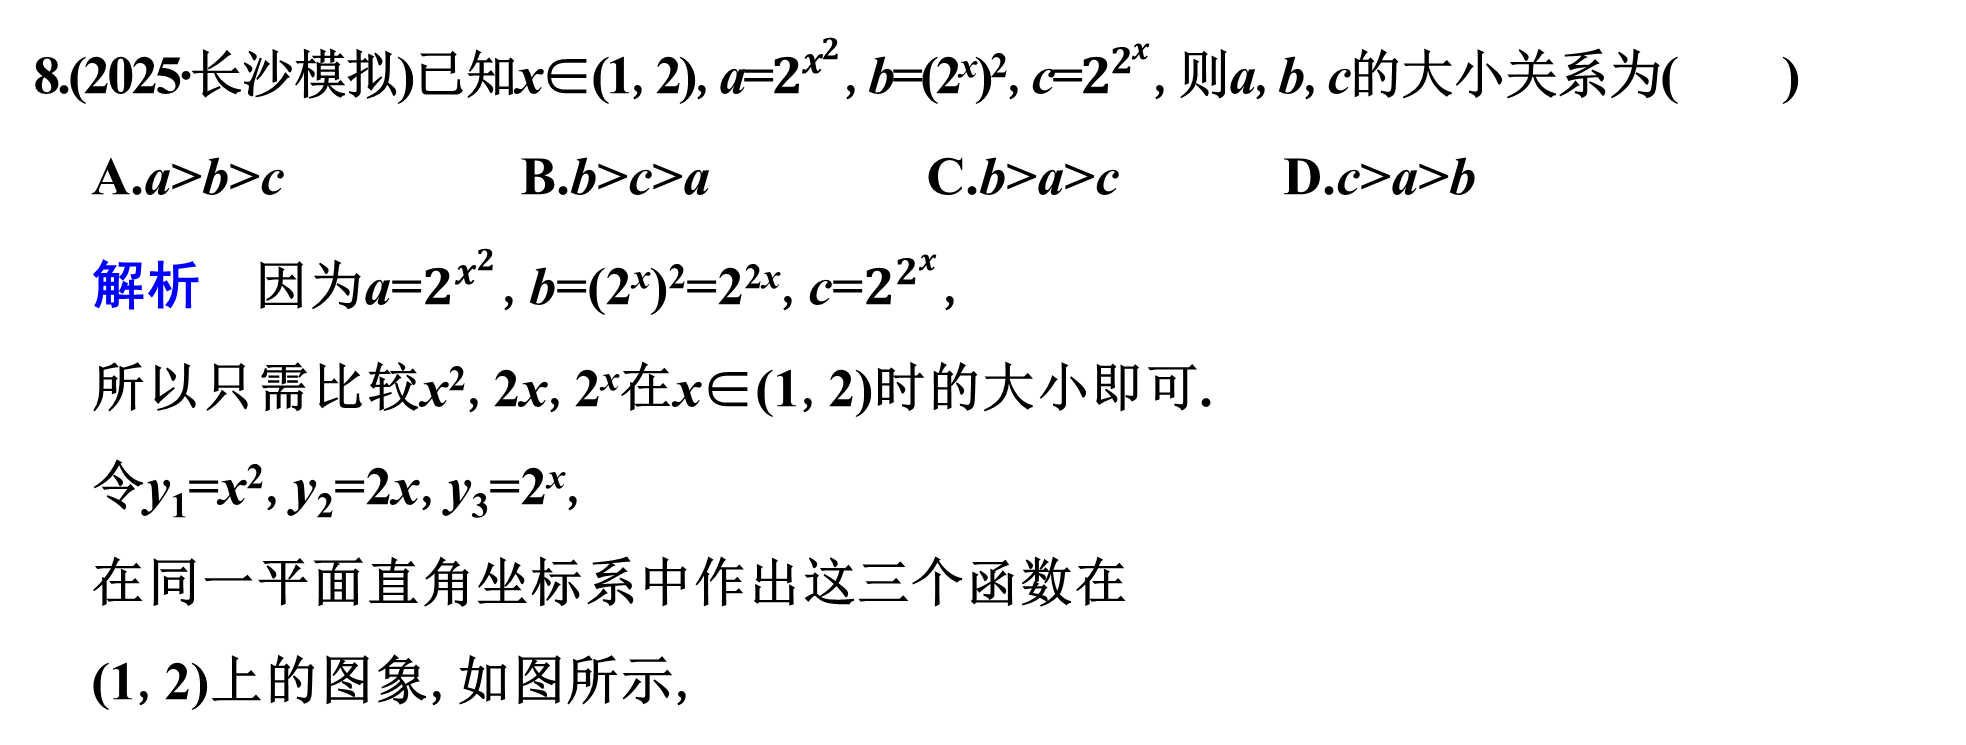 8.(2025·长沙模拟)已知x∈(1, 2), a=2^{x^2}, b=(2^x)^2, c=2^{2^x}, 则a, b, c的大小关系为(    )
A.a>b>c    B.b>c>a    C.b>a>c    D.c>a>b
解析  因为a=2^{x^2}, b=(2^x)^2=2^{2x}, c=2^{2^x},
所以只需比较x^2, 2x, 2^x在x∈(1, 2)时的大小即可.
令y_1=x^2, y_2=2x, y_3=2^x,
在同一平面直角坐标系中作出这三个函数在
(1, 2)上的图象, 如图所示,